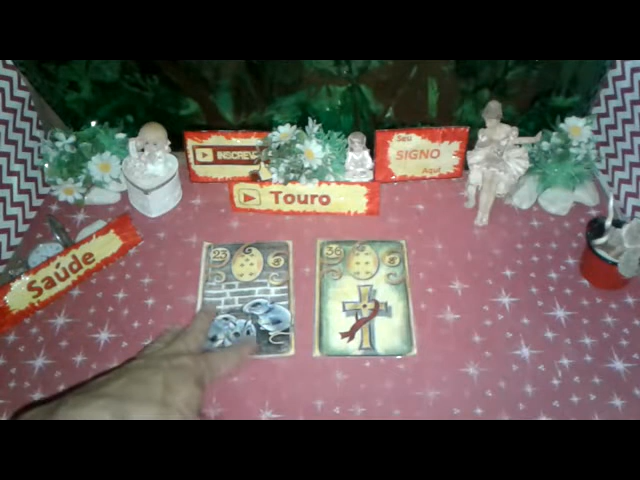 INSCREV
Seu
SIGNO
Aqui
Touro
Saúde
23
36